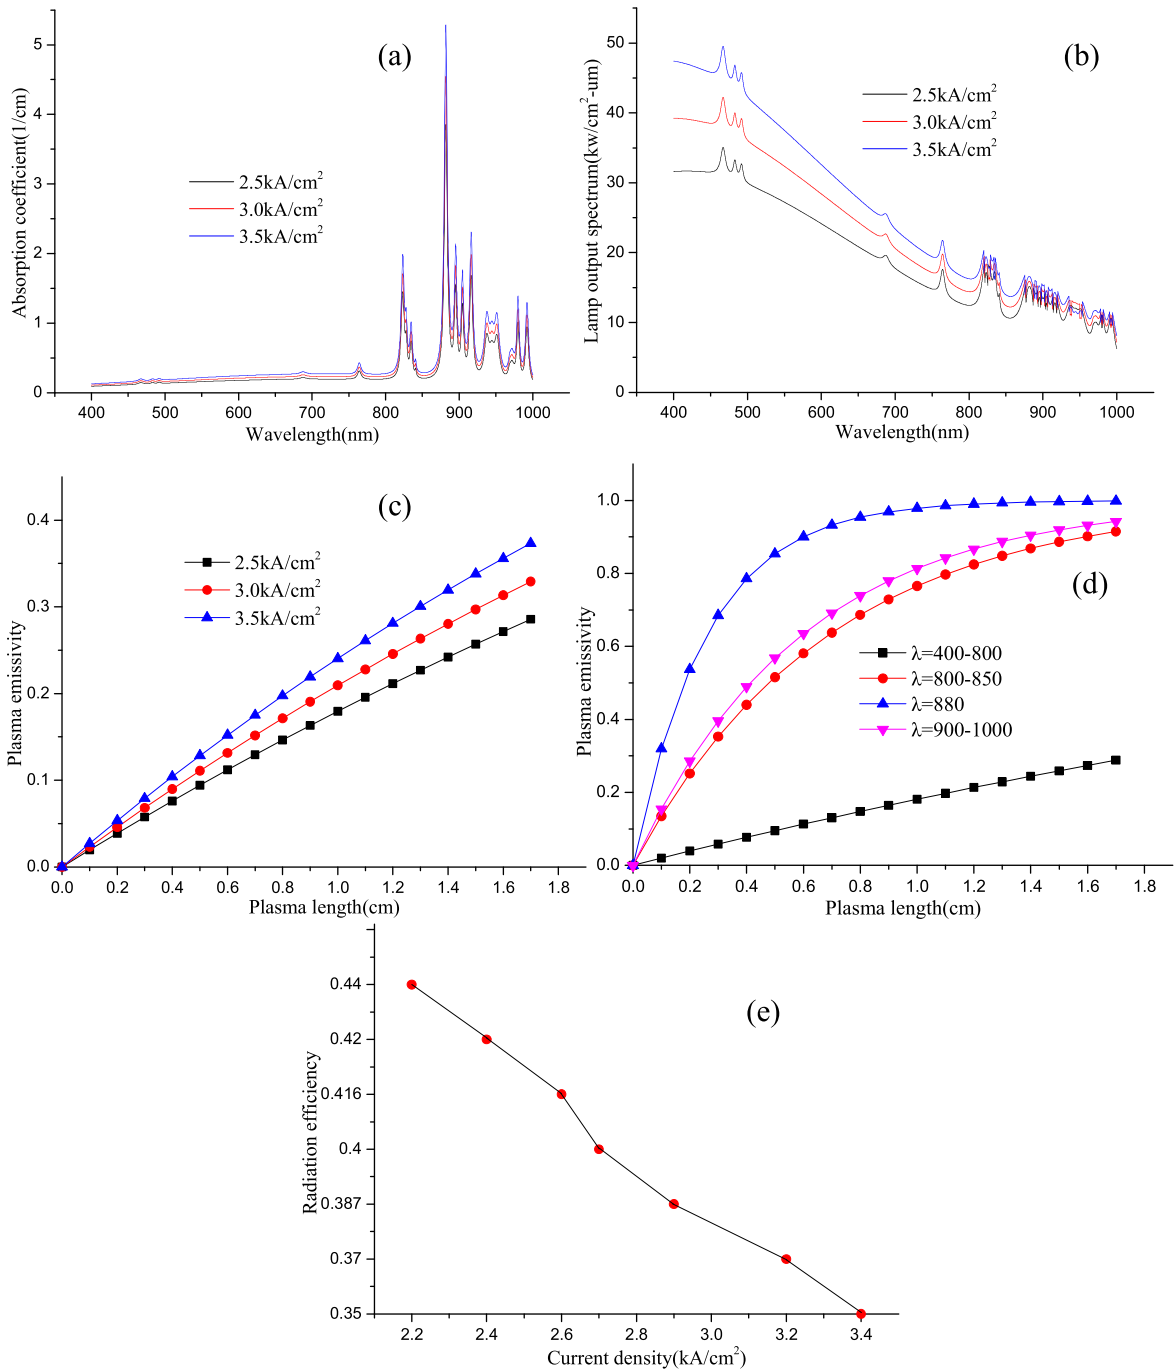 (a)
Absorption coefficient(1/cm)
5
4
3
2
1
0
2.5kA/cm²
3.0kA/cm²
3.5kA/cm²
400 500 600 700 800 900 1000
Wavelength(nm)
(b)
Lamp output spectrum(kw/cm²-um)
50
40
30
20
10
0
2.5kA/cm²
3.0kA/cm²
3.5kA/cm²
400 500 600 700 800 900 1000
Wavelength(nm)
(c)
Plasma emissivity
0.4
0.3
0.2
0.1
0.0
2.5kA/cm²
3.0kA/cm²
3.5kA/cm²
0.0 0.2 0.4 0.6 0.8 1.0 1.2 1.4 1.6 1.8
Plasma length(cm)
(d)
Plasma emissivity
1.0
0.8
0.6
0.4
0.2
0.0
λ=400-800
λ=800-850
λ=880
λ=900-1000
0.0 0.2 0.4 0.6 0.8 1.0 1.2 1.4 1.6 1.8
Plasma length(cm)
(e)
Radiation efficiency
0.44
0.42
0.416
0.4
0.387
0.37
0.35
2.2 2.4 2.6 2.8 3.0 3.2 3.4
Current density(kA/cm²)